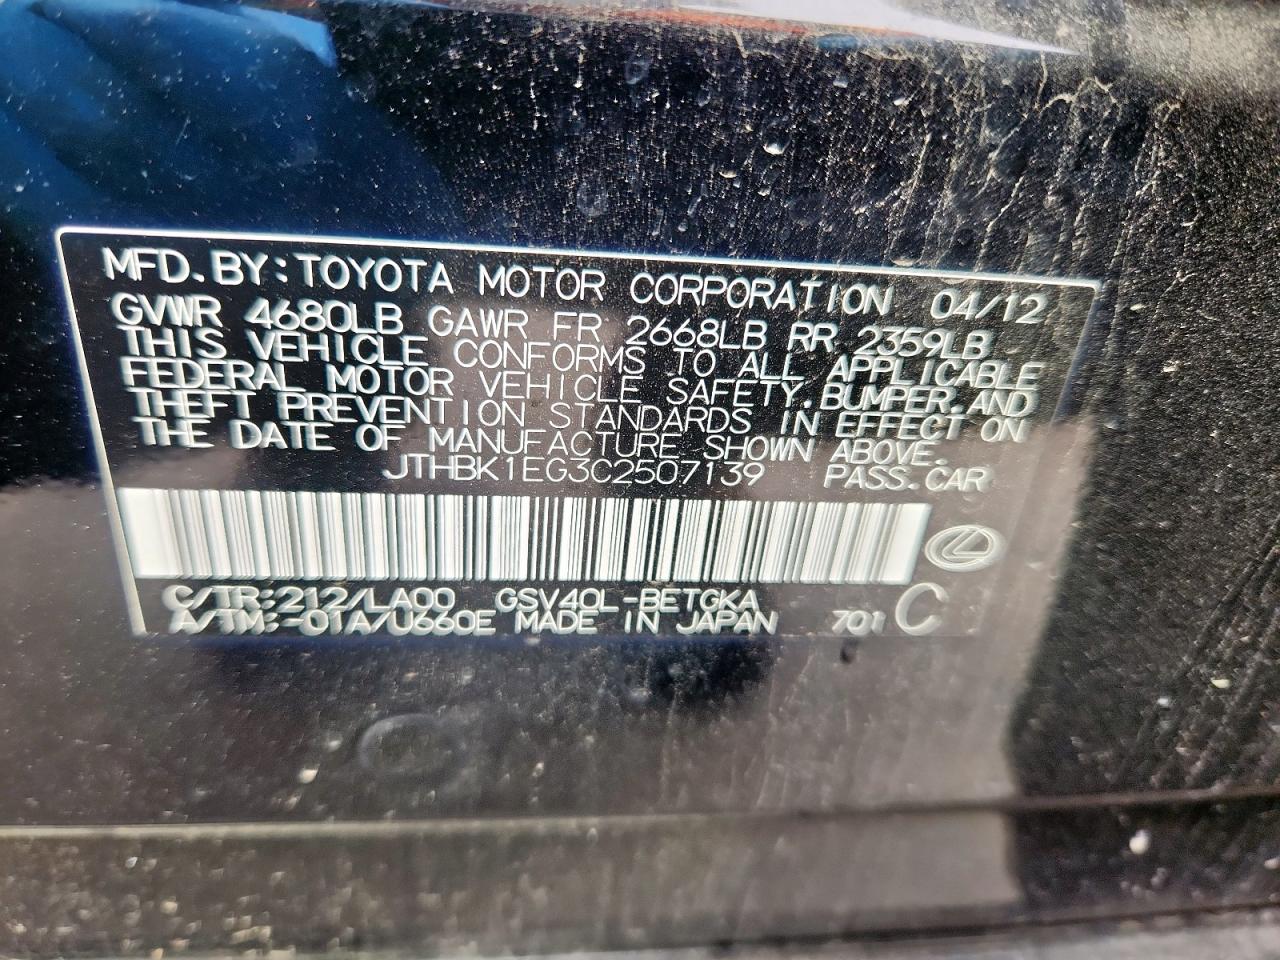 MFD.BY:TOYOTA MOTOR CORPORATION 04/12
GVWR 4680LB GAWR FR 2668LB RR 2359LB
THIS VEHICLE CONFORMS TO ALL APPLICABLE
FEDERAL MOTOR VEHICLE SAFETY,BUMPER,AND
THEFT PREVENTION STANDARDS IN EFFECT ON
THE DATE OF MANUFACTURE SHOWN ABOVE.
JTHBK1EG3C2507139 PASS.CAR
C/TR:212/LA00 GSV40L-BETGKA
A/TM:-01A/U660E MADE IN JAPAN 701 C